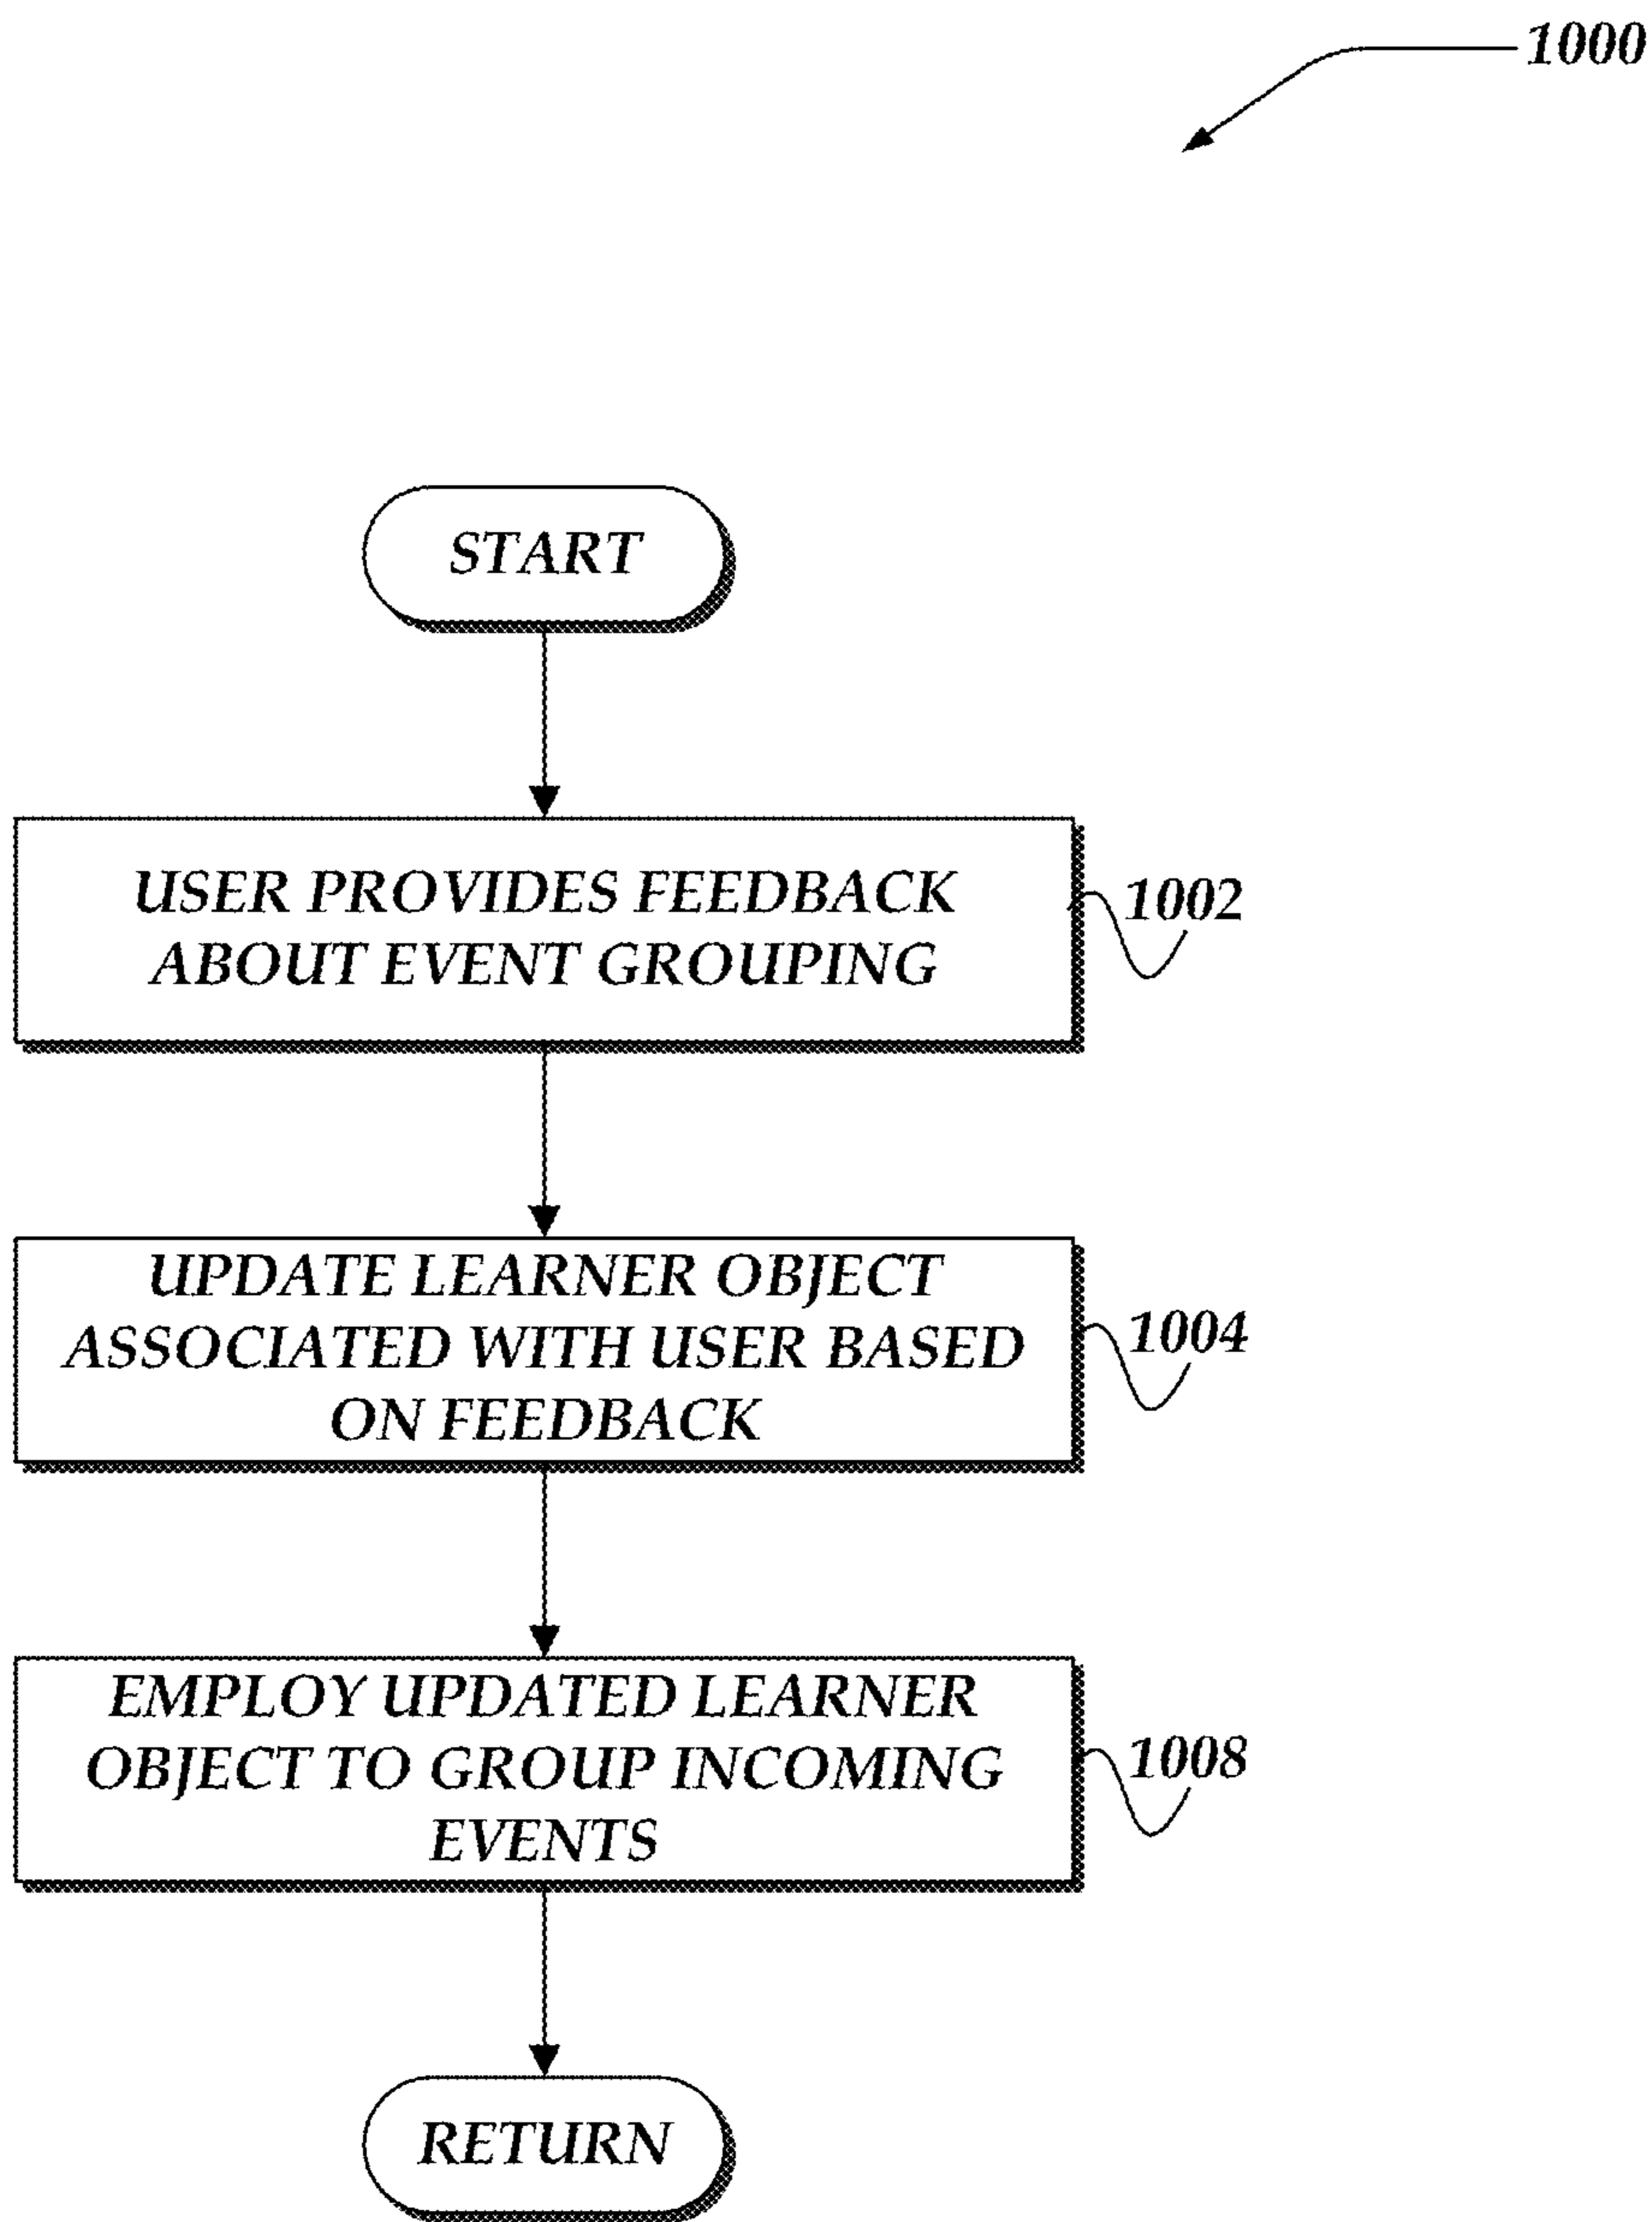 1000
START
USER PROVIDES FEEDBACK
ABOUT EVENT GROUPING
1002
UPDATE LEARNER OBJECT
ASSOCIATED WITH USER BASED
ON FEEDBACK
1004
EMPLOY UPDATED LEARNER
OBJECT TO GROUP INCOMING
EVENTS
1008
RETURN